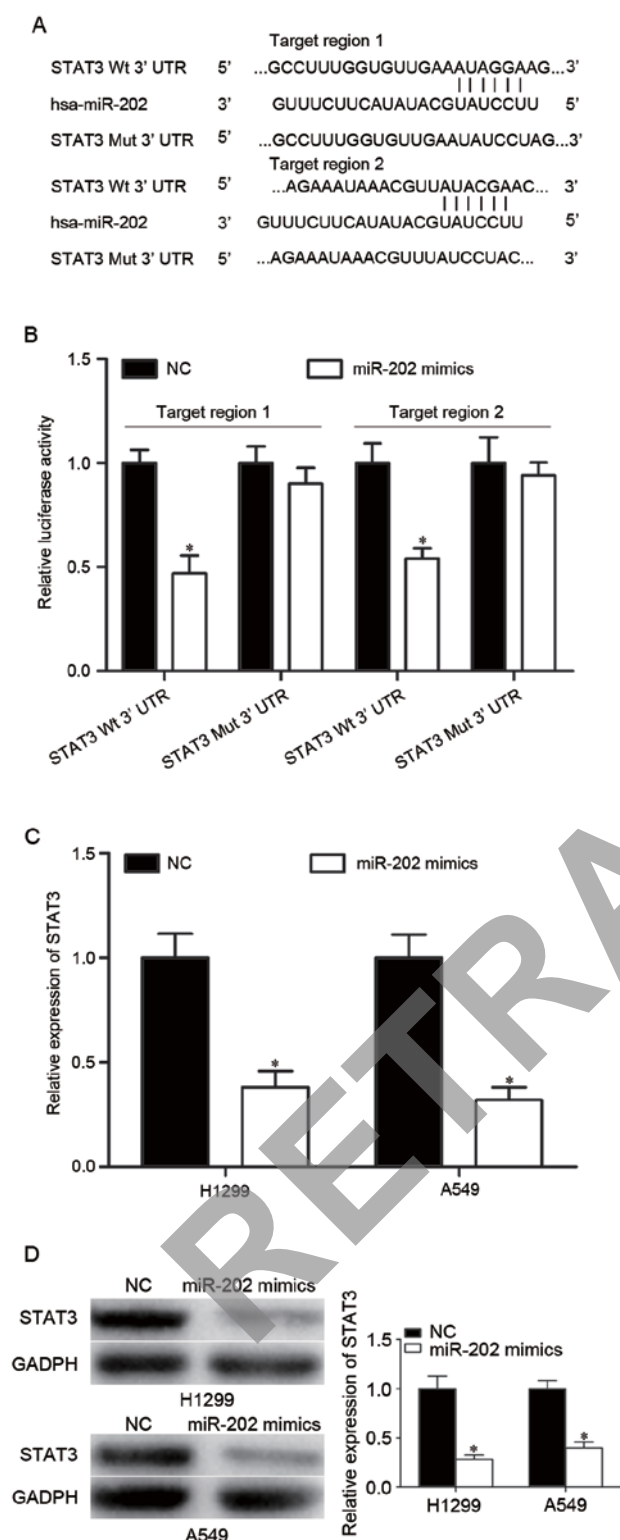 A
Target region 1
STAT3 Wt 3' UTR 5' ...GCCUUUGGUGUUGAAAUAGGAAG...3'
hsa-miR-202 3' GUUUCUUCAUAUACGUAUCCUU 5'
STAT3 Mut 3' UTR 5' ...GCCUUUGGUGUUGAAUAUCCUAG...3'
Target region 2
STAT3 Wt 3' UTR 5' ...AGAAAUAAACGUUAUACGAAC... 3'
hsa-miR-202 3' GUUUCUUCAUAUACGUAUCCUU 5'
STAT3 Mut 3' UTR 5' ...AGAAAUAAACGUUUAUCCUAC... 3'
B
NC miR-202 mimics
Target region 1 Target region 2
Relative luciferase activity
1.5
1.0
0.5
0.0
* *
STAT3 Wt 3' UTR STAT3 Mut 3' UTR STAT3 Wt 3' UTR STAT3 Mut 3' UTR
C
NC miR-202 mimics
Relative expression of STAT3
1.5
1.0
0.5
0.0
* *
H1299 A549
RETRA
D
NC miR-202 mimics
STAT3
GADPH
H1299
NC miR-202 mimics
STAT3
GADPH
A549
NC
miR-202 mimics
Relative expression of STAT3
1.5
1.0
0.5
0.0
* *
H1299 A549